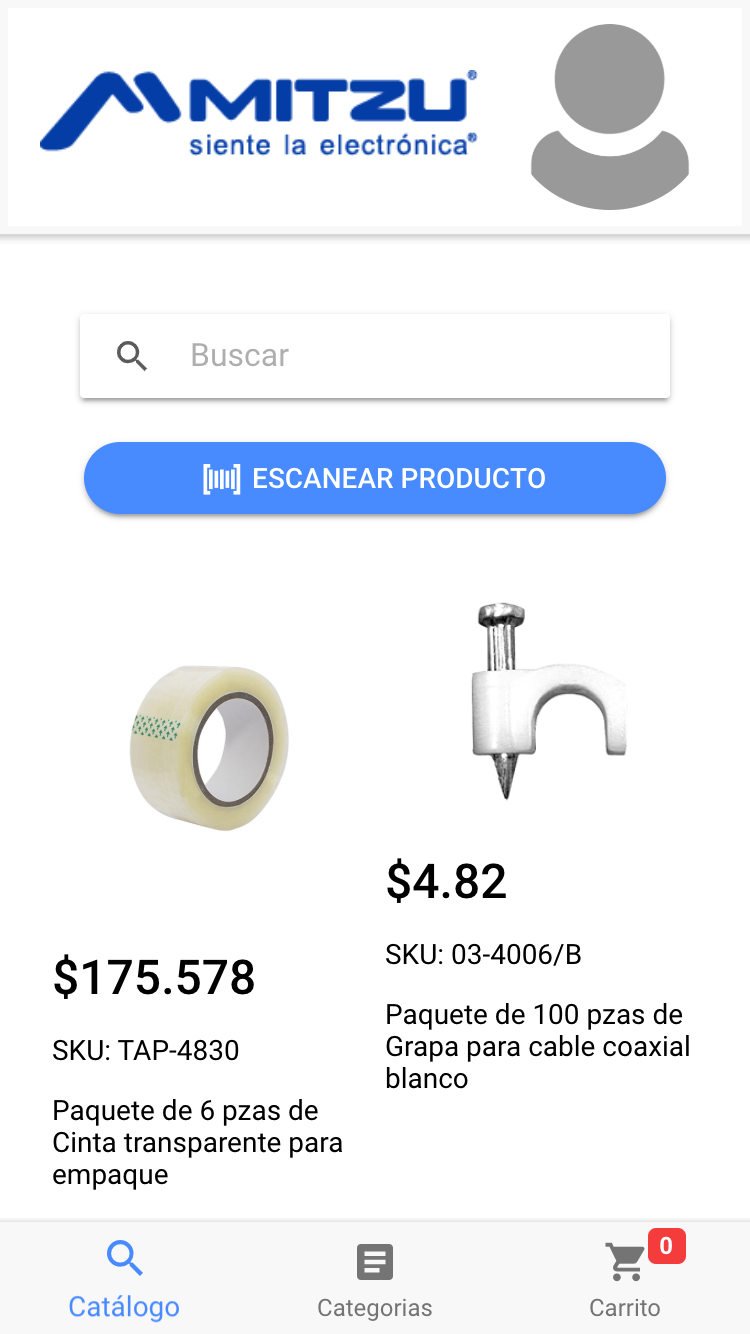 MITZU®
siente la electrónica®
Buscar
ESCANEAR PRODUCTO
$175.578
SKU: TAP-4830
Paquete de 6 pzas de
Cinta transparente para
empaque
$4.82
SKU: 03-4006/B
Paquete de 100 pzas de
Grapa para cable coaxial
blanco
Catálogo
Categorias
0
Carrito